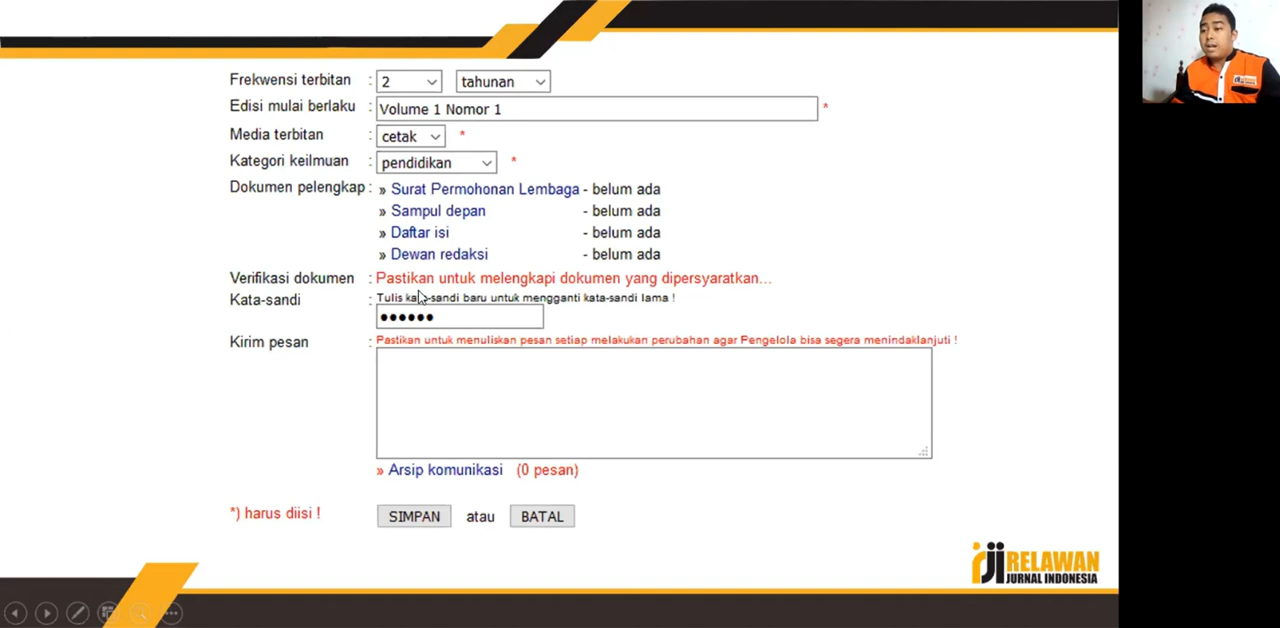 Frekwensi terbitan : 2 tahunan
Edisi mulai berlaku : Volume 1 Nomor 1 *
Media terbitan : cetak *
Kategori keilmuan : pendidikan *
Dokumen pelengkap : » Surat Permohonan Lembaga - belum ada
» Sampul depan - belum ada
» Daftar isi - belum ada
» Dewan redaksi - belum ada
Verifikasi dokumen : Pastikan untuk melengkapi dokumen yang dipersyaratkan...
Kata-sandi : Tulis kata-sandi baru untuk mengganti kata-sandi lama !
●●●●●●
Kirim pesan : Pastikan untuk menuliskan pesan setiap melakukan perubahan agar Pengelola bisa segera menindaklanjuti !
» Arsip komunikasi (0 pesan)
*) harus diisi ! SIMPAN atau BATAL
rji RELAWAN
JURNAL INDONESIA